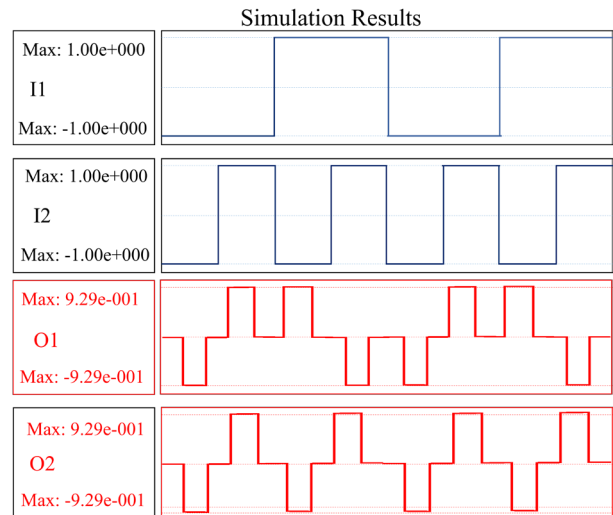 Simulation Results
Max: 1.00e+000
I1
Max: -1.00e+000
Max: 1.00e+000
I2
Max: -1.00e+000
Max: 9.29e-001
O1
Max: -9.29e-001
Max: 9.29e-001
O2
Max: -9.29e-001